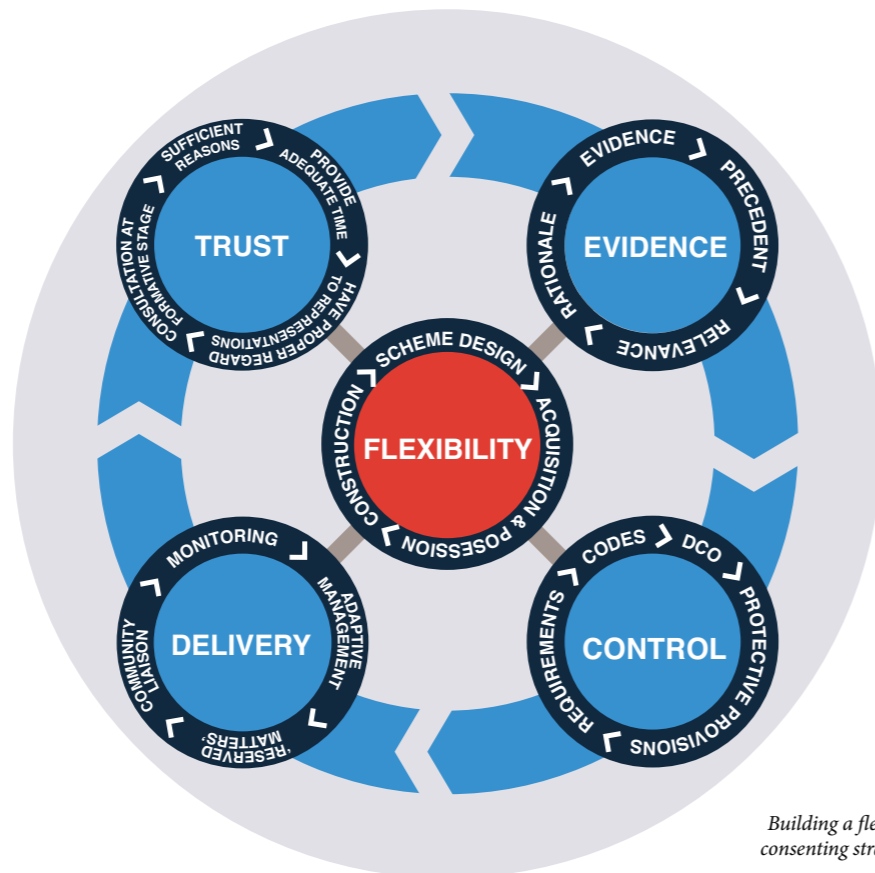 SUFFICIENT
REASONS
PROVIDE
ADEQUATE TIME
HAVE PROPER REGARD
TO REPRESENTATIONS
CONSULTATION AT
FORMATIVE STAGE
TRUST
EVIDENCE
PRECEDENT
RELEVANCE
RATIONALE
EVIDENCE
SCHEME DESIGN
ACQUISITION & POSESSION
CONSTRUCTION
FLEXIBILITY
MONITORING
ADAPTIVE
MANAGEMENT
'RESERVED
MATTERS'
COMMUNITY
LIAISON
DELIVERY
CODES
DCO
PROTECTIVE PROVISIONS
REQUIREMENTS
CONTROL
Building a fle
consenting str